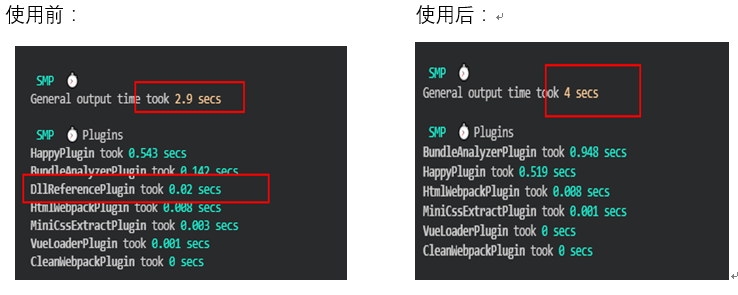 使用前：
使用后：
SMP
General output time took 2.9 secs
SMP Plugins
HappyPlugin took 0.543 secs
BundleAnalyzerPlugin took 0.142 secs
DllReferencePlugin took 0.02 secs
HtmlWebpackPlugin took 0.008 secs
MiniCssExtractPlugin took 0.003 secs
VueLoaderPlugin took 0.001 secs
CleanWebpackPlugin took 0 secs
SMP
General output time took 4 secs
SMP Plugins
BundleAnalyzerPlugin took 0.948 secs
HappyPlugin took 0.519 secs
HtmlWebpackPlugin took 0.008 secs
MiniCssExtractPlugin took 0.001 secs
VueLoaderPlugin took 0 secs
CleanWebpackPlugin took 0 secs